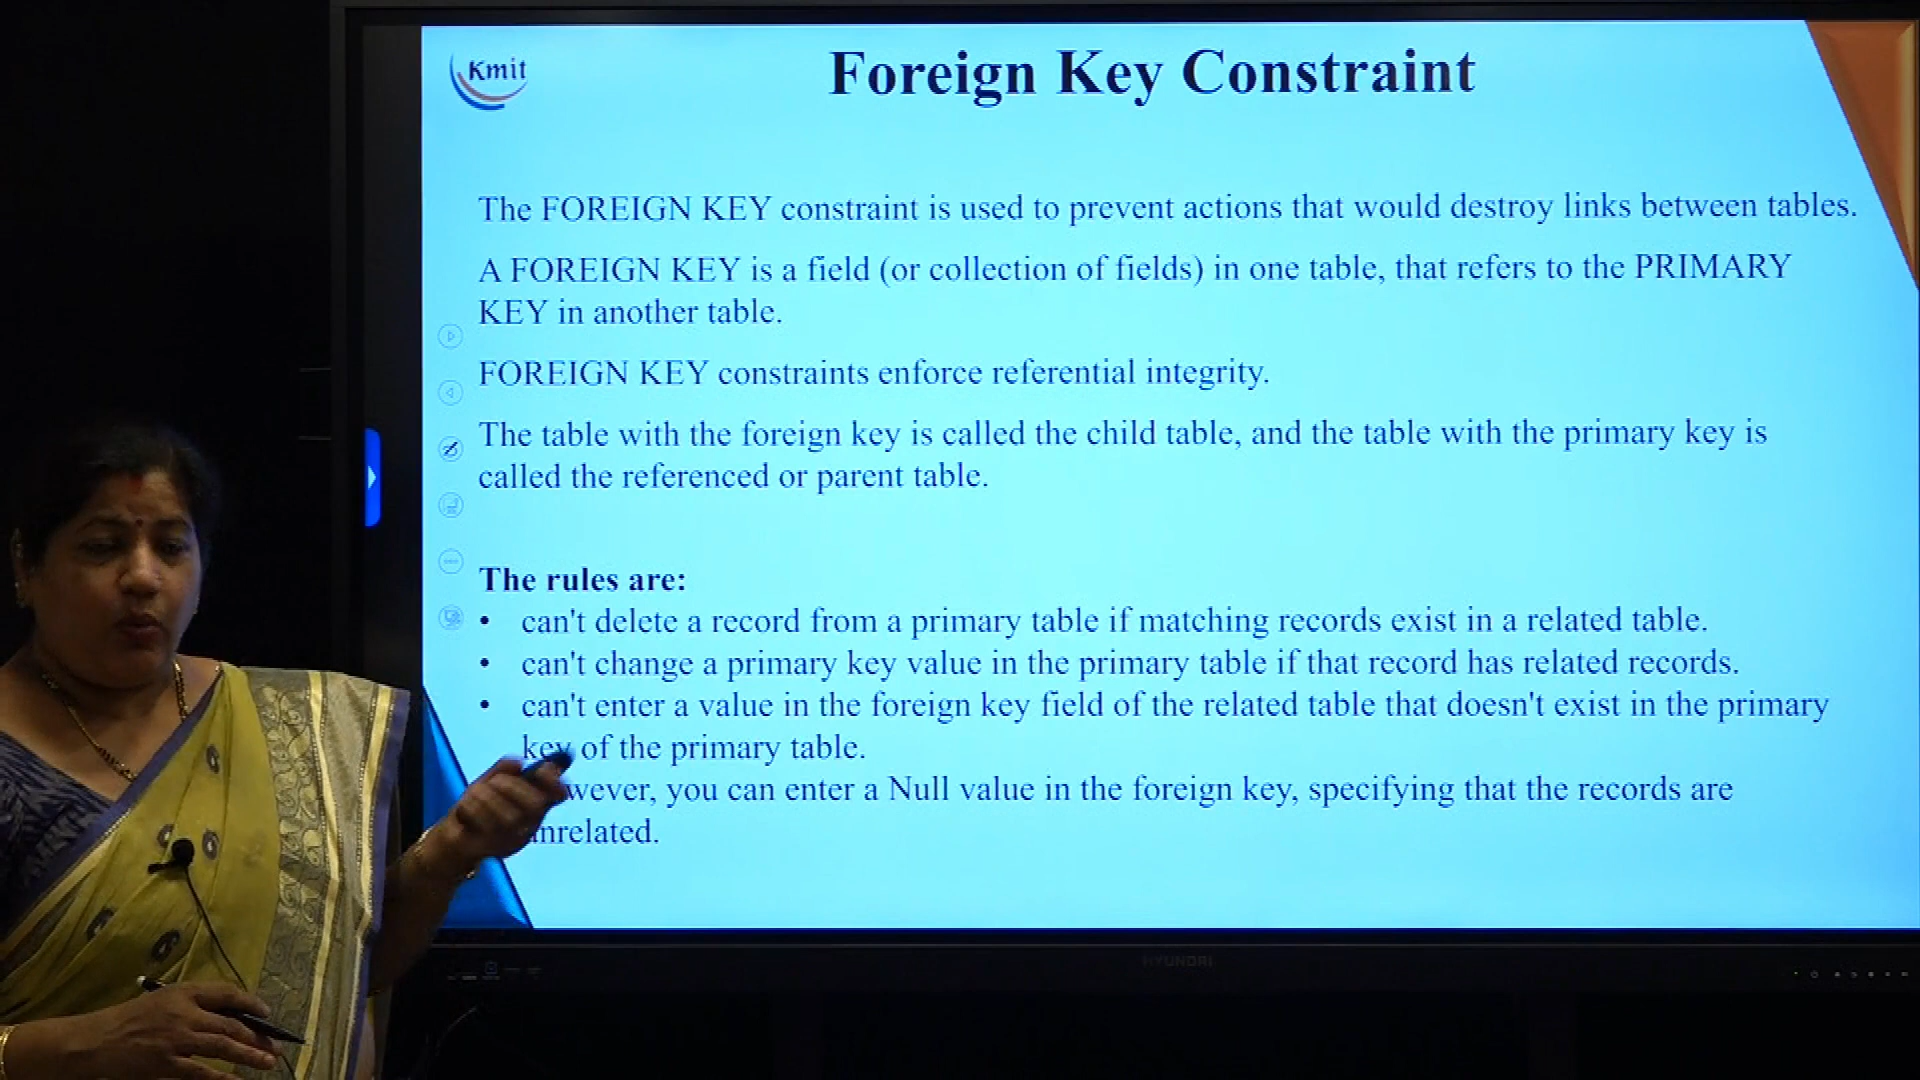 Kmit
Foreign Key Constraint
The FOREIGN KEY constraint is used to prevent actions that would destroy links between tables.
A FOREIGN KEY is a field (or collection of fields) in one table, that refers to the PRIMARY
KEY in another table.
FOREIGN KEY constraints enforce referential integrity.
The table with the foreign key is called the child table, and the table with the primary key is
called the referenced or parent table.
The rules are:
• can't delete a record from a primary table if matching records exist in a related table.
• can't change a primary key value in the primary table if that record has related records.
• can't enter a value in the foreign key field of the related table that doesn't exist in the primary
key of the primary table.
wever, you can enter a Null value in the foreign key, specifying that the records are
nrelated.
HYUNDRI